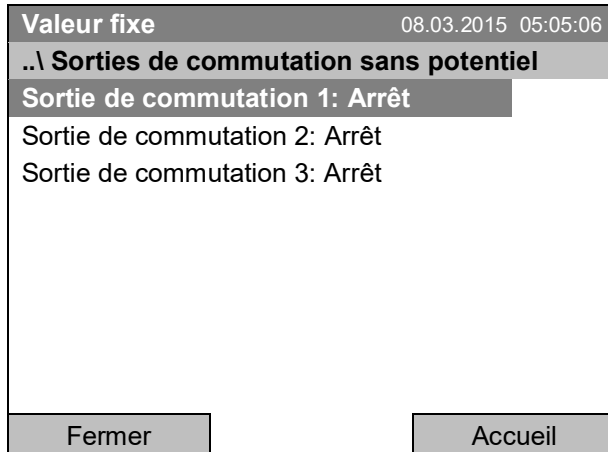 Valeur fixe 08.03.2015 05:05:06
..\ Sorties de commutation sans potentiel
Sortie de commutation 1: Arrêt
Sortie de commutation 2: Arrêt
Sortie de commutation 3: Arrêt
Fermer Accueil